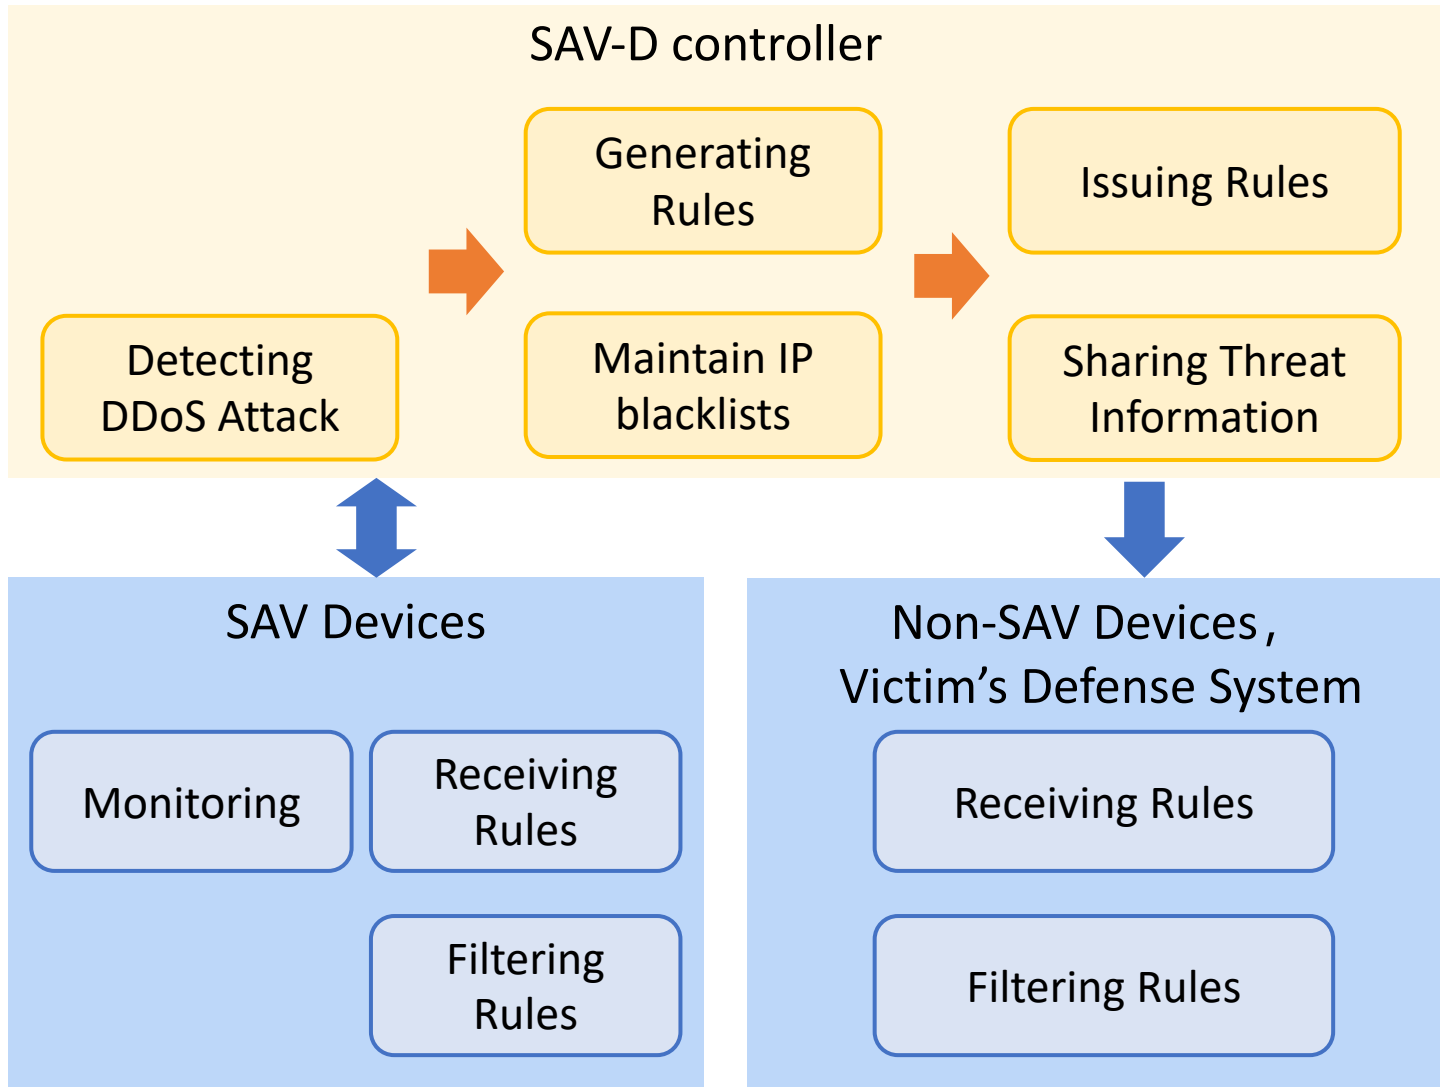 SAV-D controller
Generating
Rules
Issuing Rules
Detecting
DDoS Attack
Maintain IP
blacklists
Sharing Threat
Information
SAV Devices
Monitoring
Receiving
Rules
Filtering
Rules
Non-SAV Devices,
Victim’s Defense System
Receiving Rules
Filtering Rules